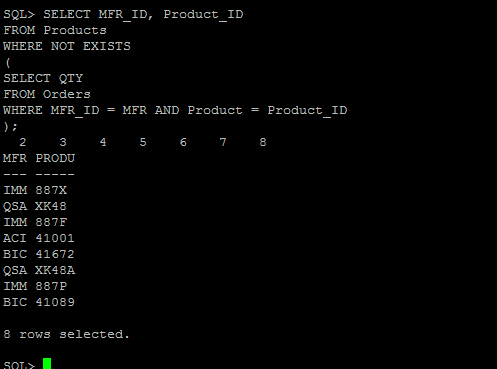 SQL> SELECT MFR_ID, Product_ID
FROM Products
WHERE NOT EXISTS
(
SELECT QTY
FROM Orders
WHERE MFR_ID = MFR AND Product = Product_ID
);
  2    3    4    5    6    7    8
MFR PRODU
--- -----
IMM 887X
QSA XK48
IMM 887F
ACI 41001
BIC 41672
QSA XK48A
IMM 887P
BIC 41089

8 rows selected.

SQL>